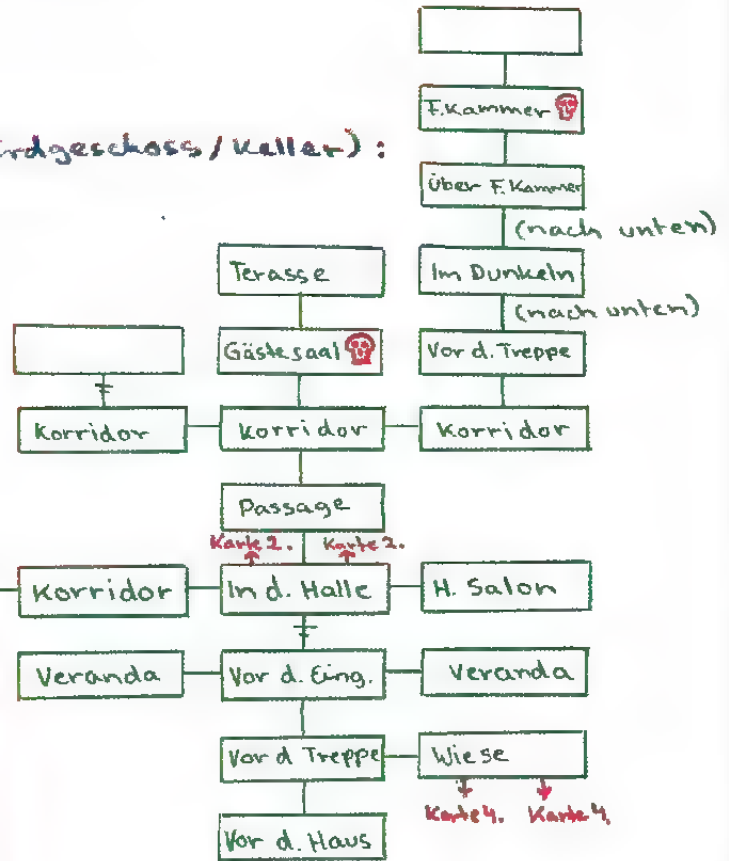 F.Kammer
Erdgeschoss / Keller):
Über F. Kammer
(nach unten)
Terasse
Im Dunkeln
(nach unten)
Gästesaal
Vor d. Treppe
Korridor
Korridor
Korridor
Passage
Karte 2.
Karte 2.
Korridor
In d. Halle
H. Salon
Veranda
Vor d. Eing.
Veranda
Vor d Treppe
Wiese
Karte 4.
Karte 4.
Vor d. Haus